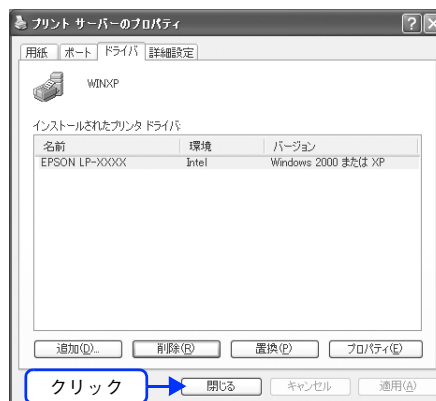 プリント サーバーのプロパティ
用紙 ポート ドライバ 詳細設定
WINXP
インストールされたプリンタ ドライバ:
名前 環境 バージョン
EPSON LP-XXXX Intel Windows 2000 または XP
追加(D)... 削除(R) 置換(P) プロパティ(E)
クリック 閉じる キャンセル 適用(A)